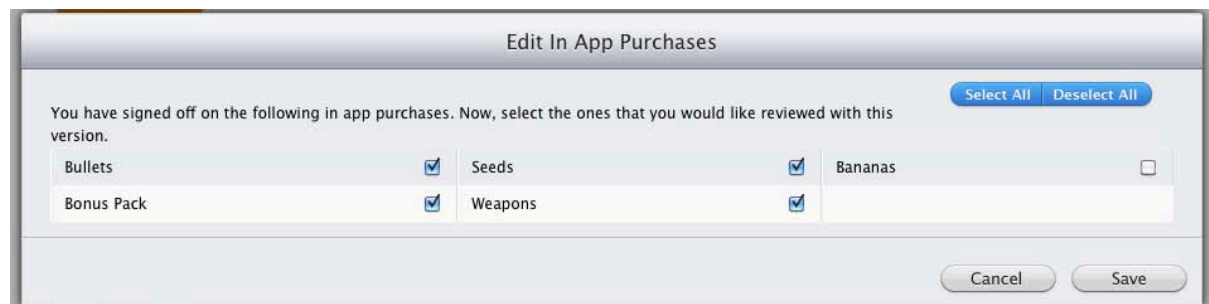 Edit In App Purchases
Select All Deselect All
You have signed off on the following in app purchases. Now, select the ones that you would like reviewed with this
version.
Bullets Seeds Bananas
Bonus Pack Weapons
Cancel Save